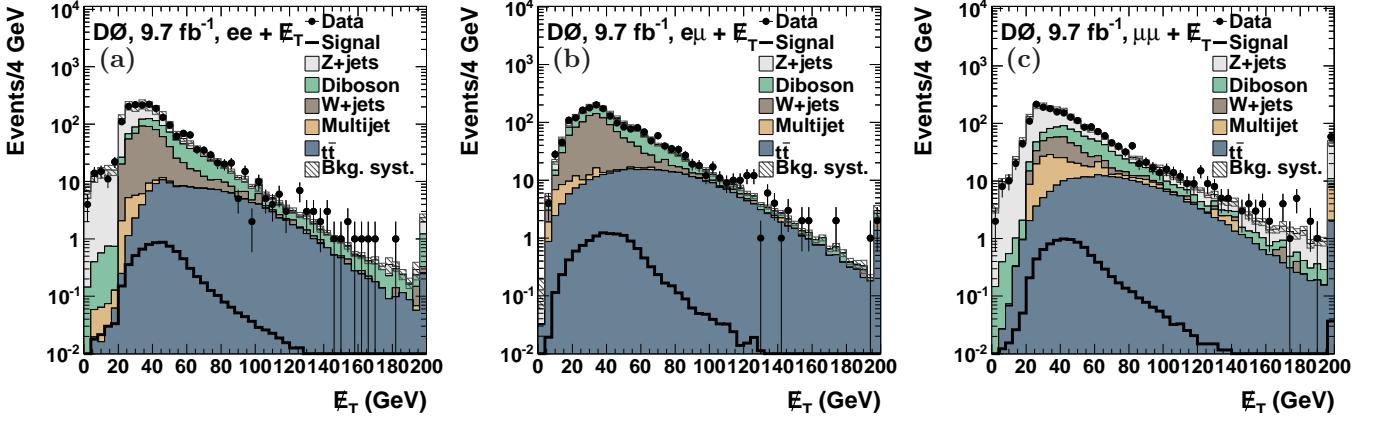 Events/4 GeV
10⁴
10³
10²
10
1
10⁻¹
10⁻²
DØ, 9.7 fb⁻¹, ee + E̸_T
(a)
Data
Signal
Z+jets
Diboson
W+jets
Multijet
tt̄
Bkg. syst.
0 20 40 60 80 100 120 140 160 180 200
E̸_T (GeV)
Events/4 GeV
10⁴
10³
10²
10
1
10⁻¹
10⁻²
DØ, 9.7 fb⁻¹, eμ + E̸_T
(b)
Data
Signal
Z+jets
Diboson
W+jets
Multijet
tt̄
Bkg. syst.
0 20 40 60 80 100 120 140 160 180 200
E̸_T (GeV)
Events/4 GeV
10⁴
10³
10²
10
1
10⁻¹
10⁻²
DØ, 9.7 fb⁻¹, μμ + E̸_T
(c)
Data
Signal
Z+jets
Diboson
W+jets
Multijet
tt̄
Bkg. syst.
0 20 40 60 80 100 120 140 160 180 200
E̸_T (GeV)